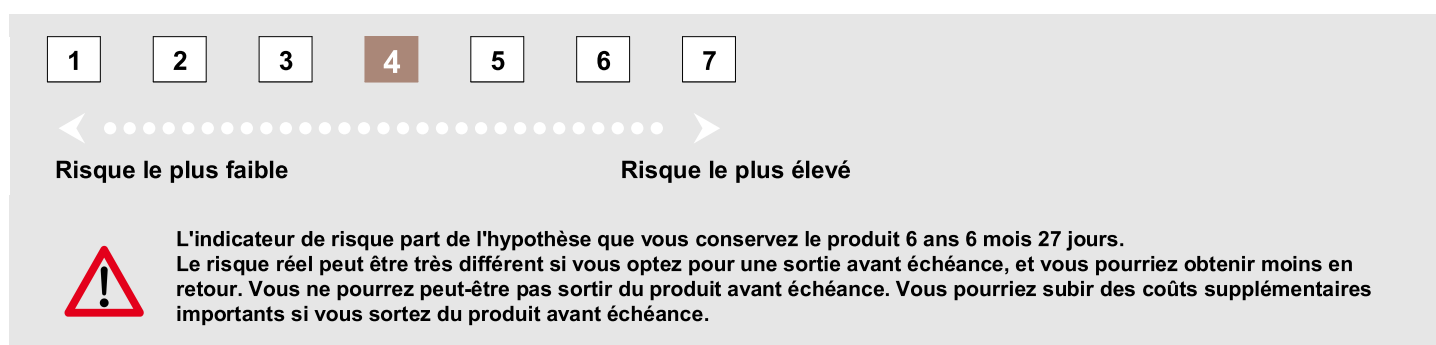 1 2 3 4 5 6 7
Risque le plus faible Risque le plus élevé
L'indicateur de risque part de l'hypothèse que vous conservez le produit 6 ans 6 mois 27 jours.
Le risque réel peut être très différent si vous optez pour une sortie avant échéance, et vous pourriez obtenir moins en
retour. Vous ne pourrez peut-être pas sortir du produit avant échéance. Vous pourriez subir des coûts supplémentaires
importants si vous sortez du produit avant échéance.